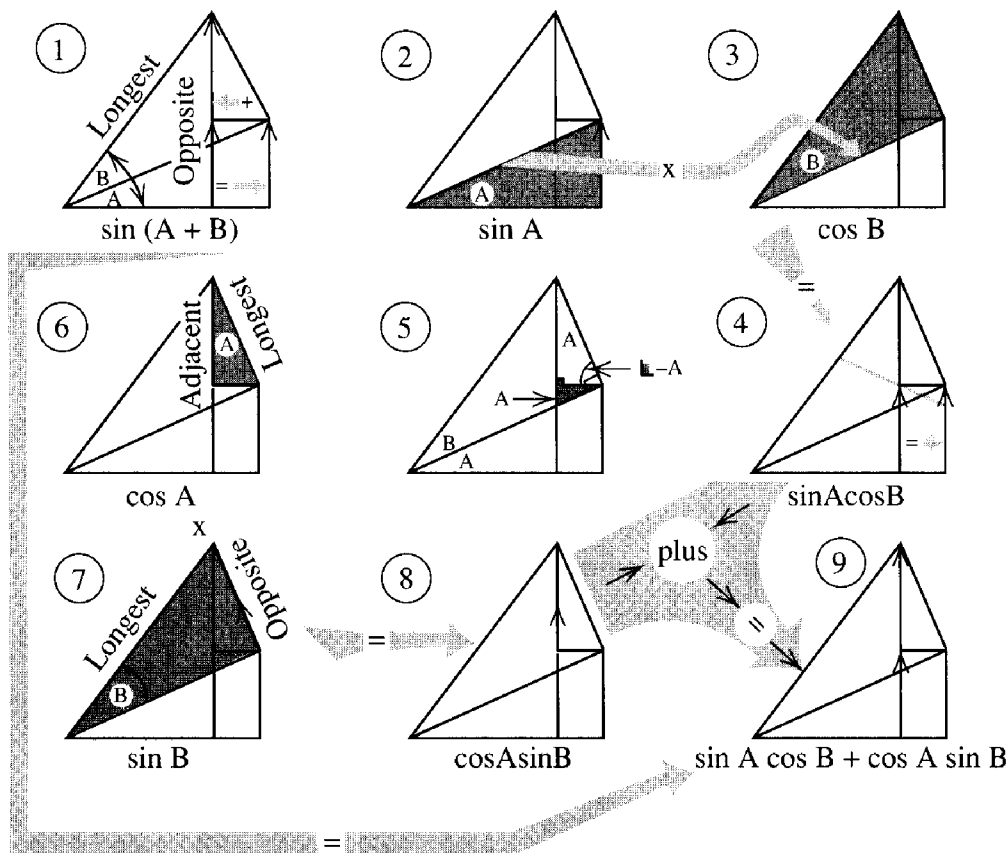 1
Longest
Opposite
+
B
A
=
sin (A + B)
2
A
x
sin A
3
B
cos B
=
6
Adjacent
Longest
A
cos A
5
A
-A
A
B
A
4
= +
sinAcosB
7
x
Longest
Opposite
B
sin B
=
8
cosAsinB
plus
=
9
sin A cos B + cos A sin B
=